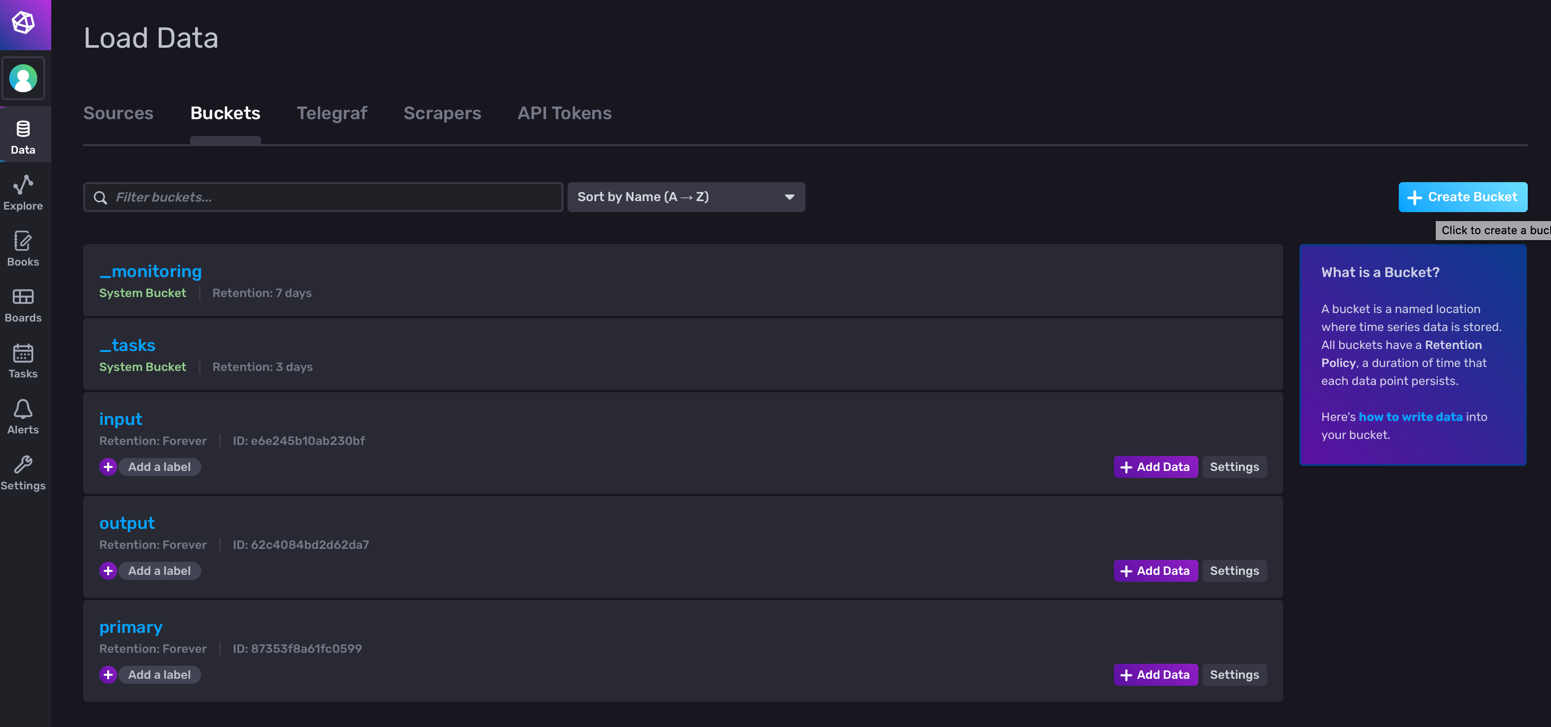 Load Data
Data
Explore
Books
Boards
Tasks
Alerts
Settings
Sources Buckets Telegraf Scrapers API Tokens
Filter buckets...
Sort by Name (A → Z)
+ Create Bucket
Click to create a buc
_monitoring
System Bucket | Retention: 7 days
_tasks
System Bucket | Retention: 3 days
input
Retention: Forever | ID: e6e245b10ab230bf
+ Add a label
+ Add Data Settings
output
Retention: Forever | ID: 62c4084bd2d62da7
+ Add a label
+ Add Data Settings
primary
Retention: Forever | ID: 87353f8a61fc0599
+ Add a label
+ Add Data Settings
What is a Bucket?
A bucket is a named location
where time series data is stored.
All buckets have a Retention
Policy, a duration of time that
each data point persists.
Here's how to write data into
your bucket.